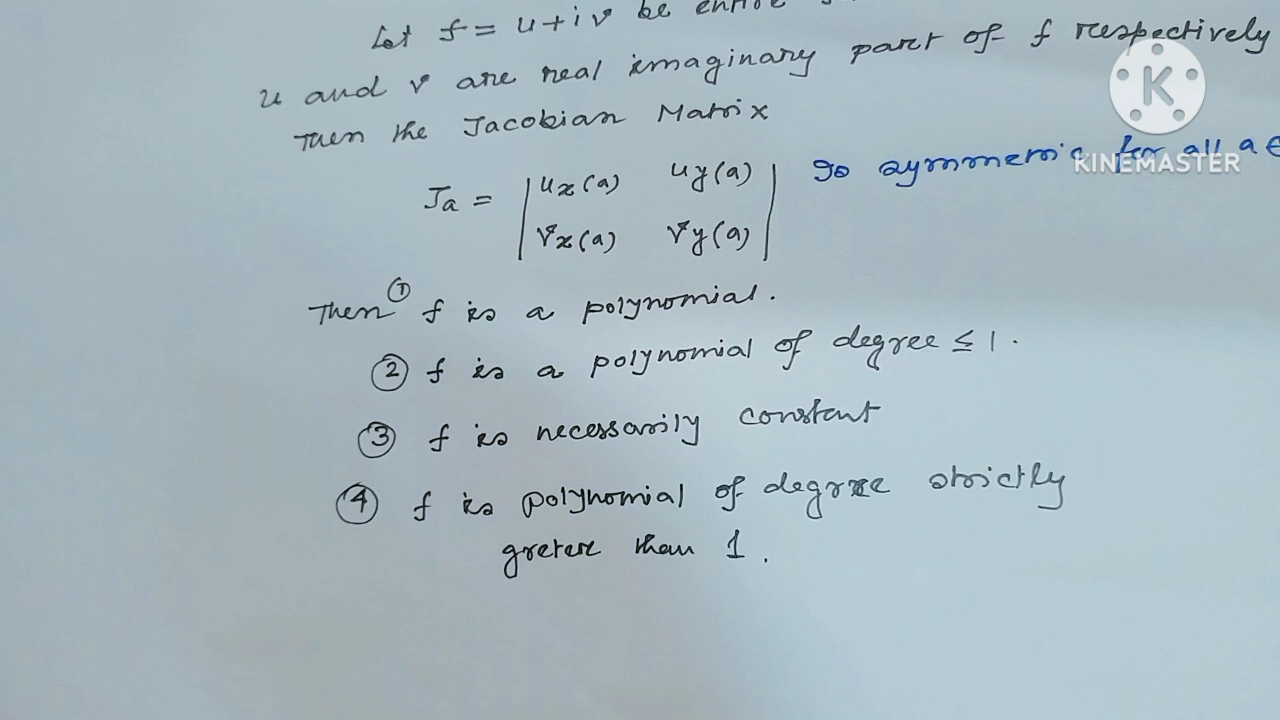 Let f = u + i v be entire
u and v are real imaginary part of f respectively
Then the Jacobian Matrix
Ja = | ux(a) uy(a) | Is symmetric for all a ∈
| vx(a) vy(a) |
KINEMASTER
Then ① f is a polynomial.
② f is a polynomial of degree ≤ 1.
③ f is necessarily constant
④ f is polynomial of degree strictly
greter than 1.